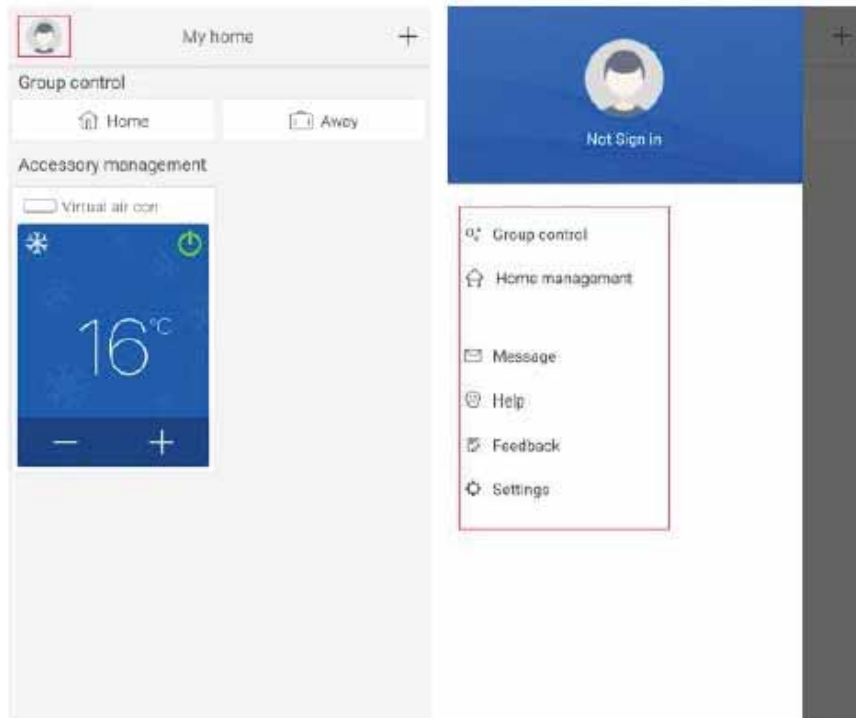 My home
+
Group control
Home
Away
Accessory management
Virtual air con
16°C
− +
Not Sign in
Group control
Home management
Message
Help
Feedback
Settings
+